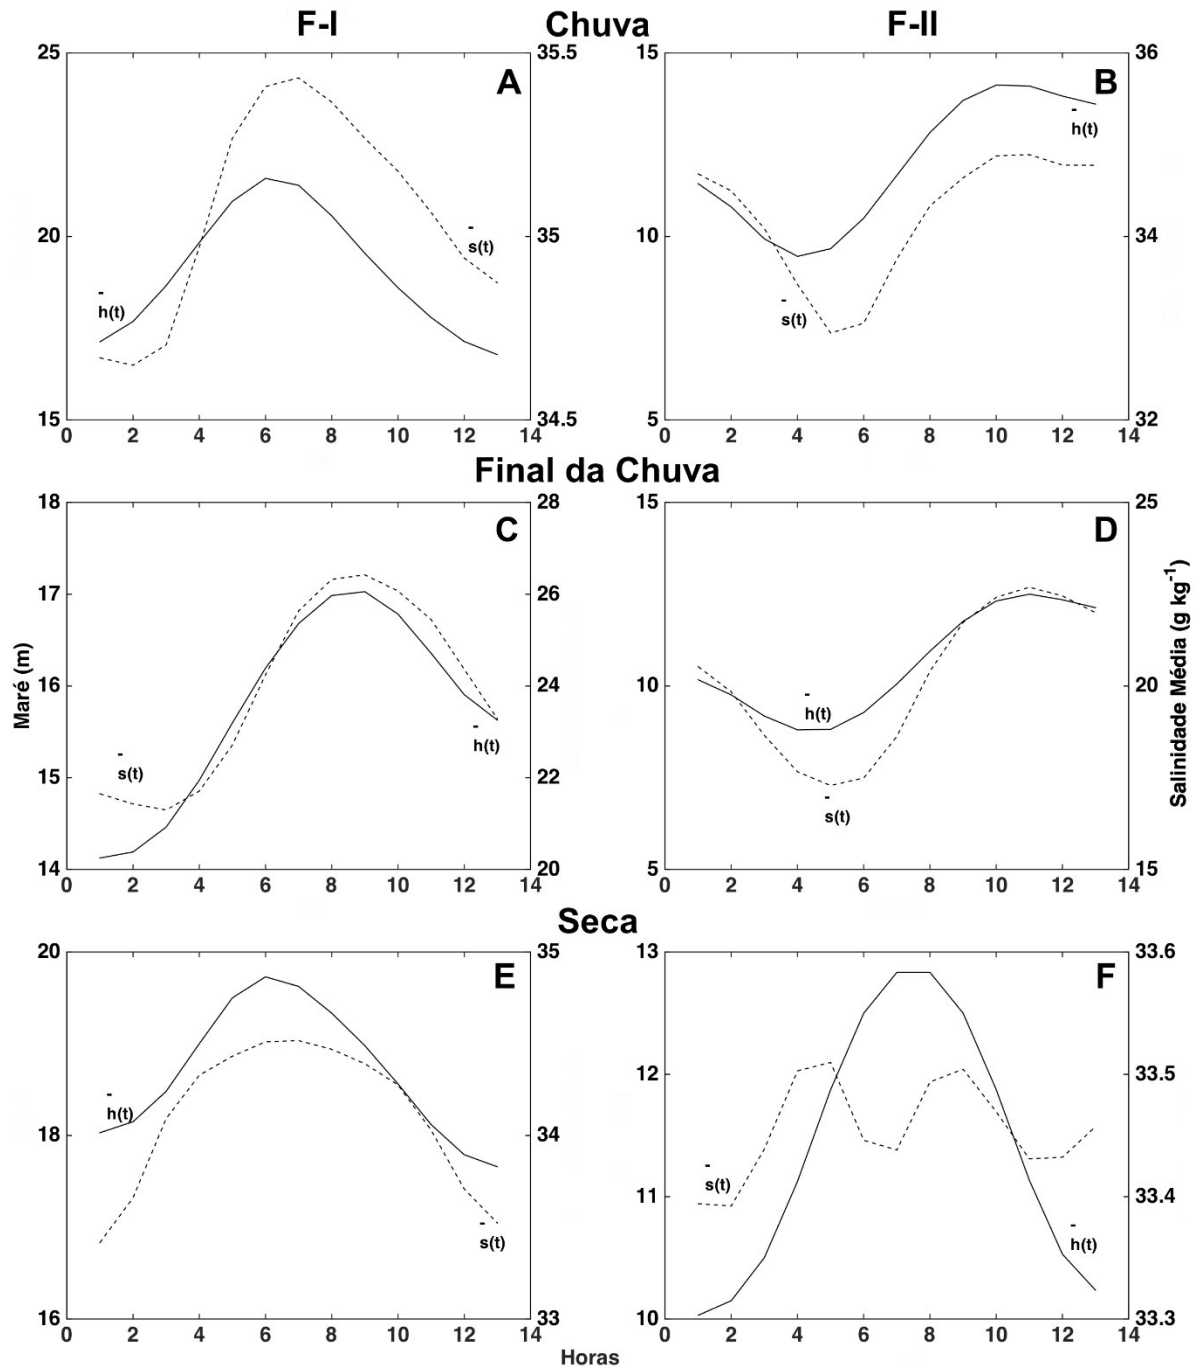 F-I
Chuva
F-II
25
20
15
35.5
35
34.5
0 2 4 6 8 10 12 14
A
h̄(t)
s̄(t)
15
10
5
36
34
32
0 2 4 6 8 10 12 14
B
h̄(t)
s̄(t)
Final da Chuva
Maré (m)
18
17
16
15
14
28
26
24
22
20
0 2 4 6 8 10 12 14
C
s̄(t)
h̄(t)
15
10
5
25
20
15
0 2 4 6 8 10 12 14
D
h̄(t)
s̄(t)
Salinidade Média (g kg⁻¹)
Seca
20
18
16
35
34
33
0 2 4 6 8 10 12 14
E
h̄(t)
s̄(t)
13
12
11
10
33.6
33.5
33.4
33.3
0 2 4 6 8 10 12 14
F
s̄(t)
h̄(t)
Horas